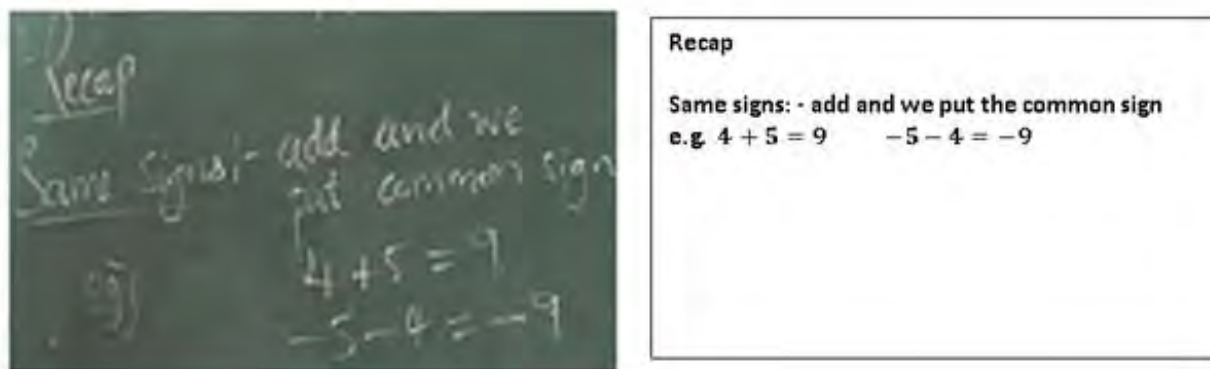 Recap
Same signs:- add and we
put common sign
eg) 4 + 5 = 9
-5 - 4 = -9
Recap
Same signs: - add and we put the common sign
e.g. 4 + 5 = 9 -5 - 4 = -9